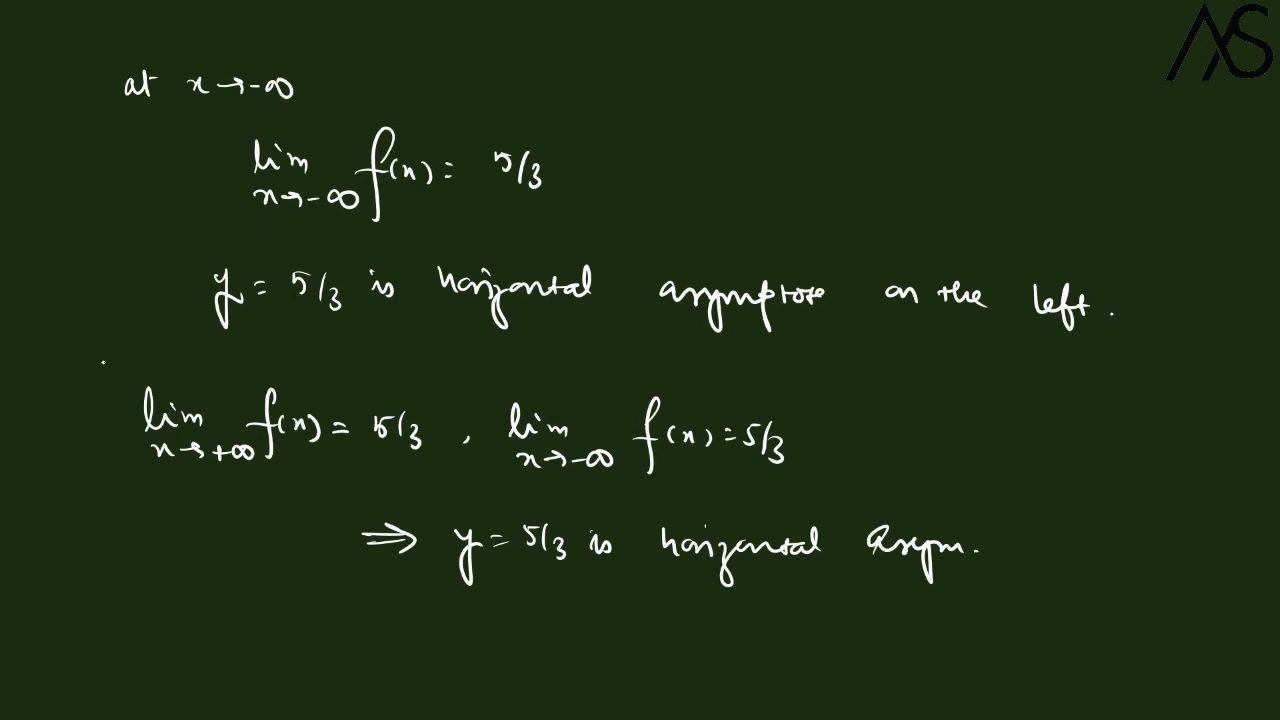 NS
at x → -∞
lim x→-∞ f(x) = 5/3
y = 5/3 is horizontal asymptote on the left.
lim x→+∞ f(x) = 5/3 , lim x→-∞ f(x) = 5/3
⇒ y = 5/3 is horizontal Asym.